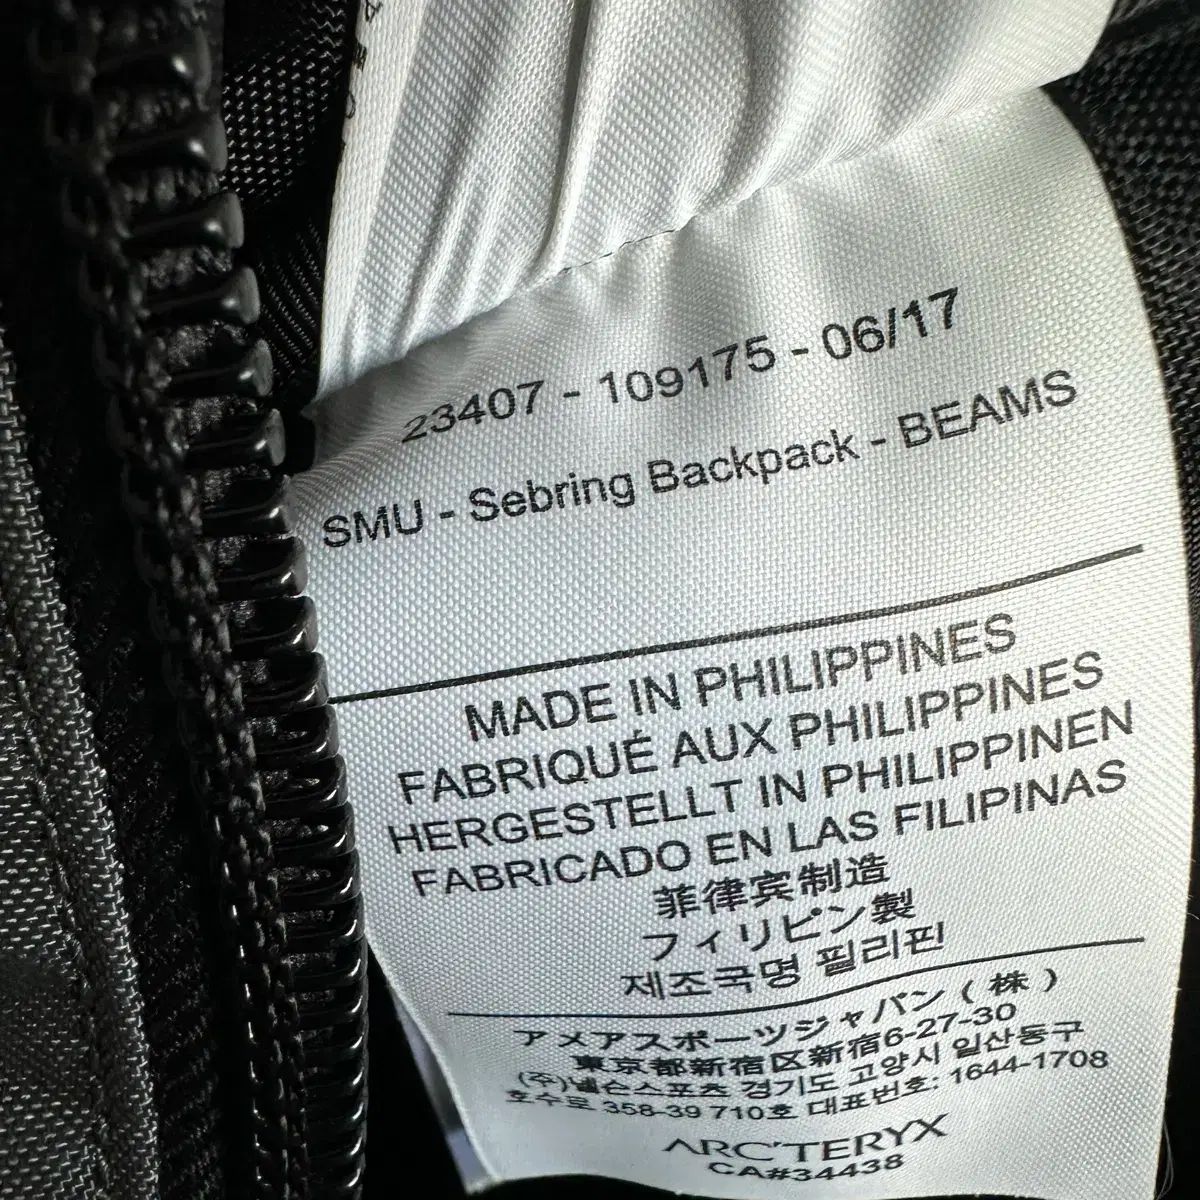 23407 - 109175 - 06/17
SMU - Sebring Backpack - BEAMS
MADE IN PHILIPPINES
FABRIQUÉ AUX PHILIPPINES
HERGESTELLT IN PHILIPPINEN
FABRICADO EN LAS FILIPINAS
菲律宾制造
フィリピン製
제조국명 필리핀
アメアスポーツジャパン(株)
東京都新宿区新宿6-27-30
(주)넬슨스포츠 경기도 고양시 일산동구
호수로 358-39 710호 대표번호: 1644-1708
ARC'TERYX
CA#34438